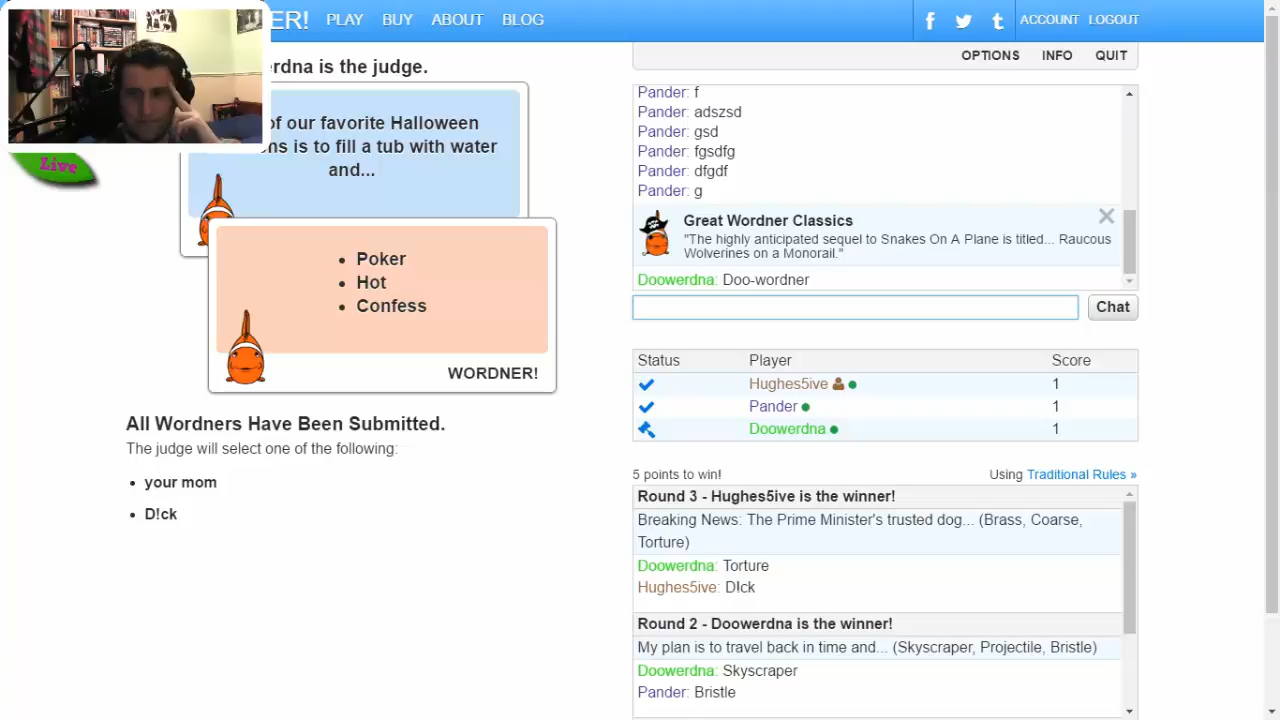 ER! PLAY BUY ABOUT BLOG
ACCOUNT LOGOUT
OPTIONS INFO QUIT
Live
erdna is the judge.
of our favorite Halloween
ns is to fill a tub with water
and...
• Poker
• Hot
• Confess
WORDNER!
All Wordners Have Been Submitted.
The judge will select one of the following:
• your mom
• D!ck
Pander: f
Pander: adszsd
Pander: gsd
Pander: fgsdfg
Pander: dfgdf
Pander: g
Great Wordner Classics
"The highly anticipated sequel to Snakes On A Plane is titled... Raucous
Wolverines on a Monorail."
Doowerdna: Doo-wordner
Chat
Status Player Score
Hughes5ive 1
Pander 1
Doowerdna 1
5 points to win! Using Traditional Rules »
Round 3 - Hughes5ive is the winner!
Breaking News: The Prime Minister's trusted dog... (Brass, Coarse,
Torture)
Doowerdna: Torture
Hughes5ive: D!ck
Round 2 - Doowerdna is the winner!
My plan is to travel back in time and... (Skyscraper, Projectile, Bristle)
Doowerdna: Skyscraper
Pander: Bristle